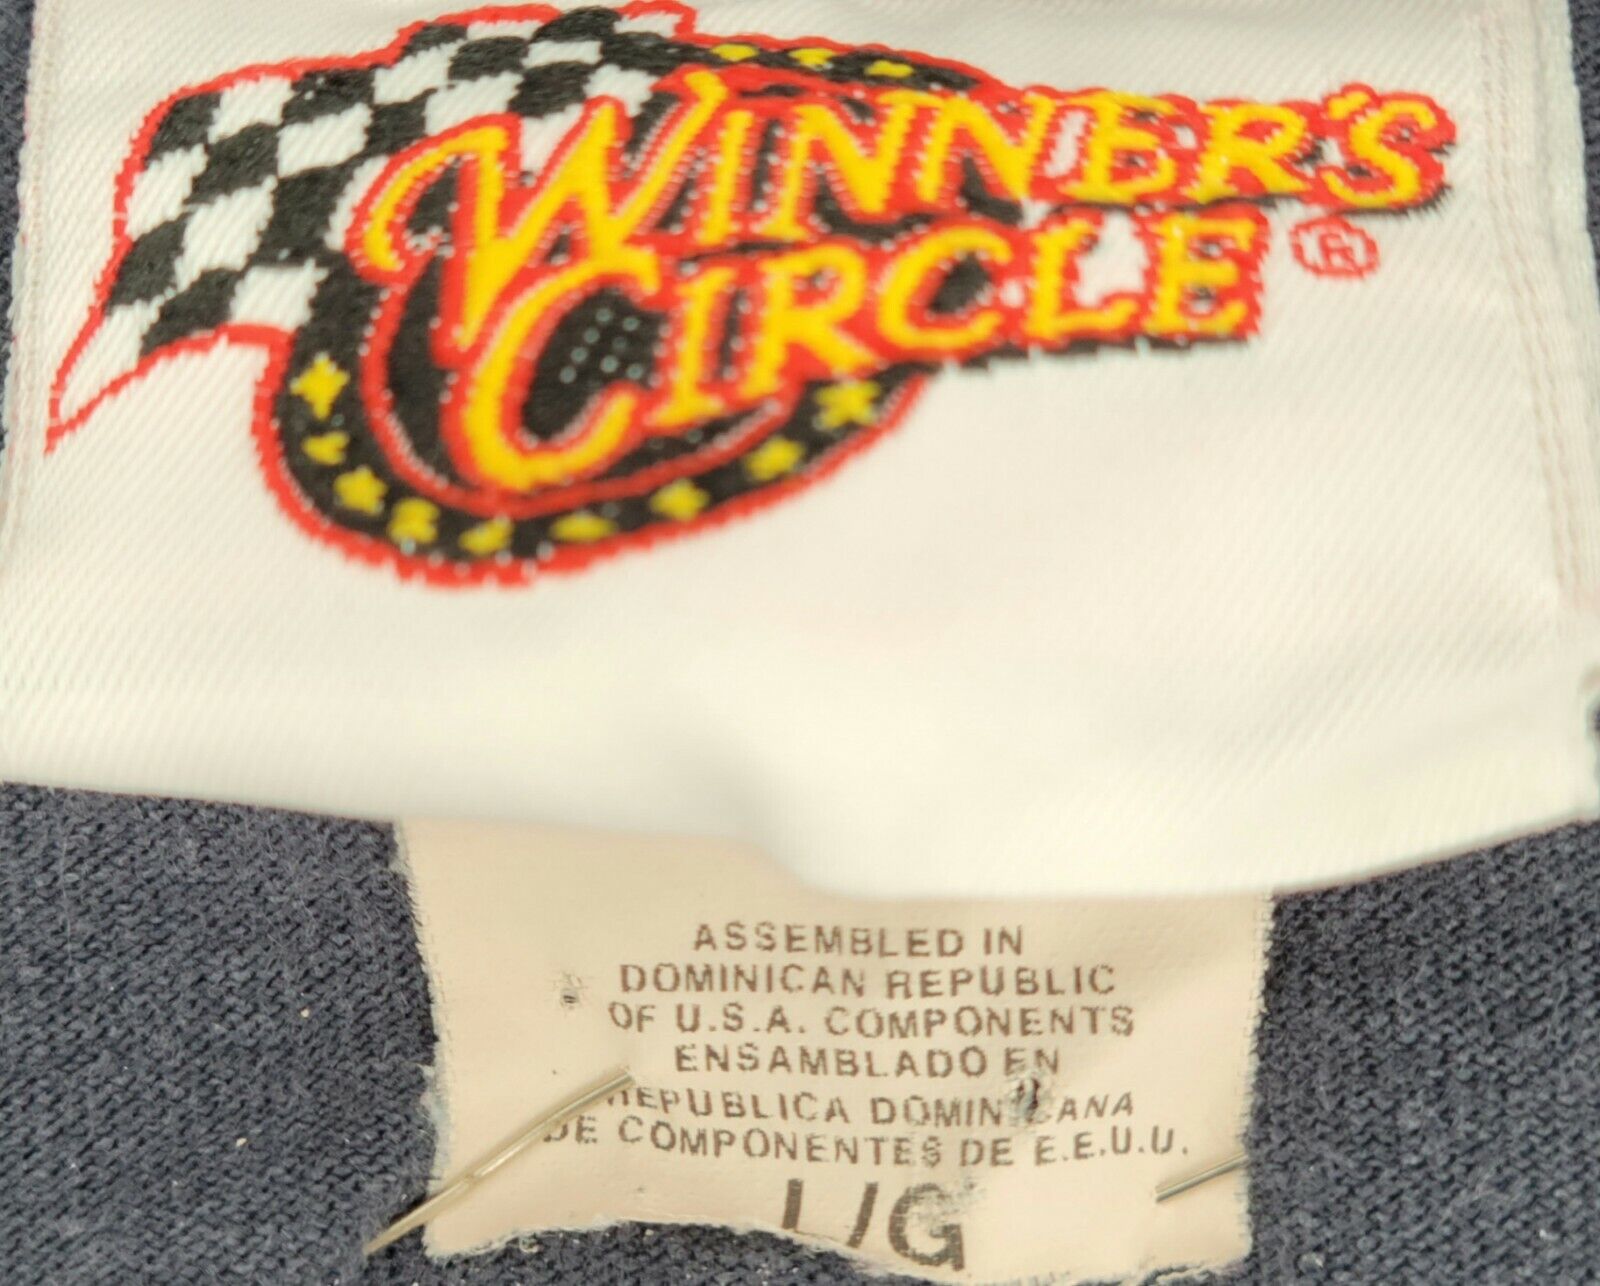 WINNER'S
CIRCLE ®
ASSEMBLED IN
DOMINICAN REPUBLIC
OF U.S.A. COMPONENTS
ENSAMBLADO EN
REPUBLICA DOMINICANA
DE COMPONENTES DE E.E.U.U.
L/G